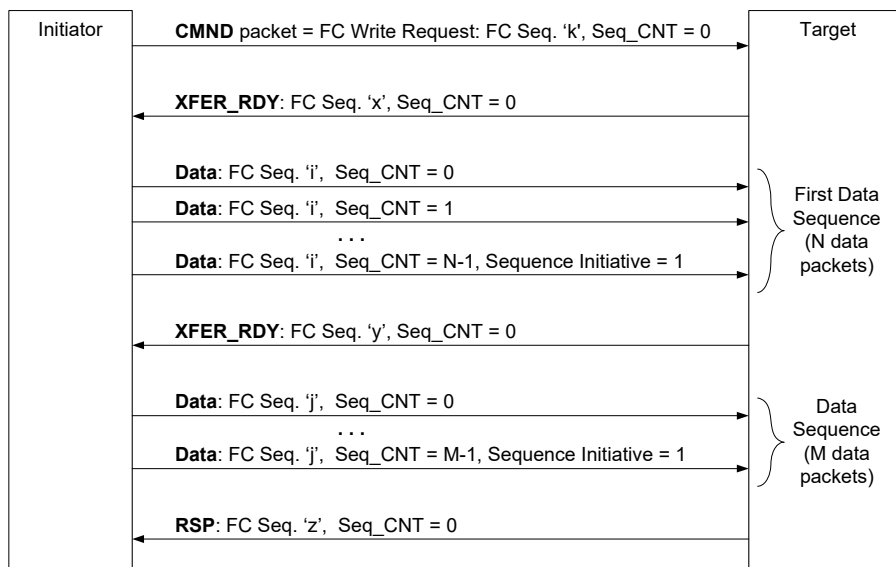 Initiator
Target
CMND packet = FC Write Request: FC Seq. ‘k’, Seq_CNT = 0
XFER_RDY: FC Seq. ‘x’, Seq_CNT = 0
Data: FC Seq. ‘i’, Seq_CNT = 0
Data: FC Seq. ‘i’, Seq_CNT = 1
. . .
Data: FC Seq. ‘i’, Seq_CNT = N-1, Sequence Initiative = 1
First Data
Sequence
(N data
packets)
XFER_RDY: FC Seq. ‘y’, Seq_CNT = 0
Data: FC Seq. ‘j’, Seq_CNT = 0
. . .
Data: FC Seq. ‘j’, Seq_CNT = M-1, Sequence Initiative = 1
Data
Sequence
(M data
packets)
RSP: FC Seq. ‘z’, Seq_CNT = 0